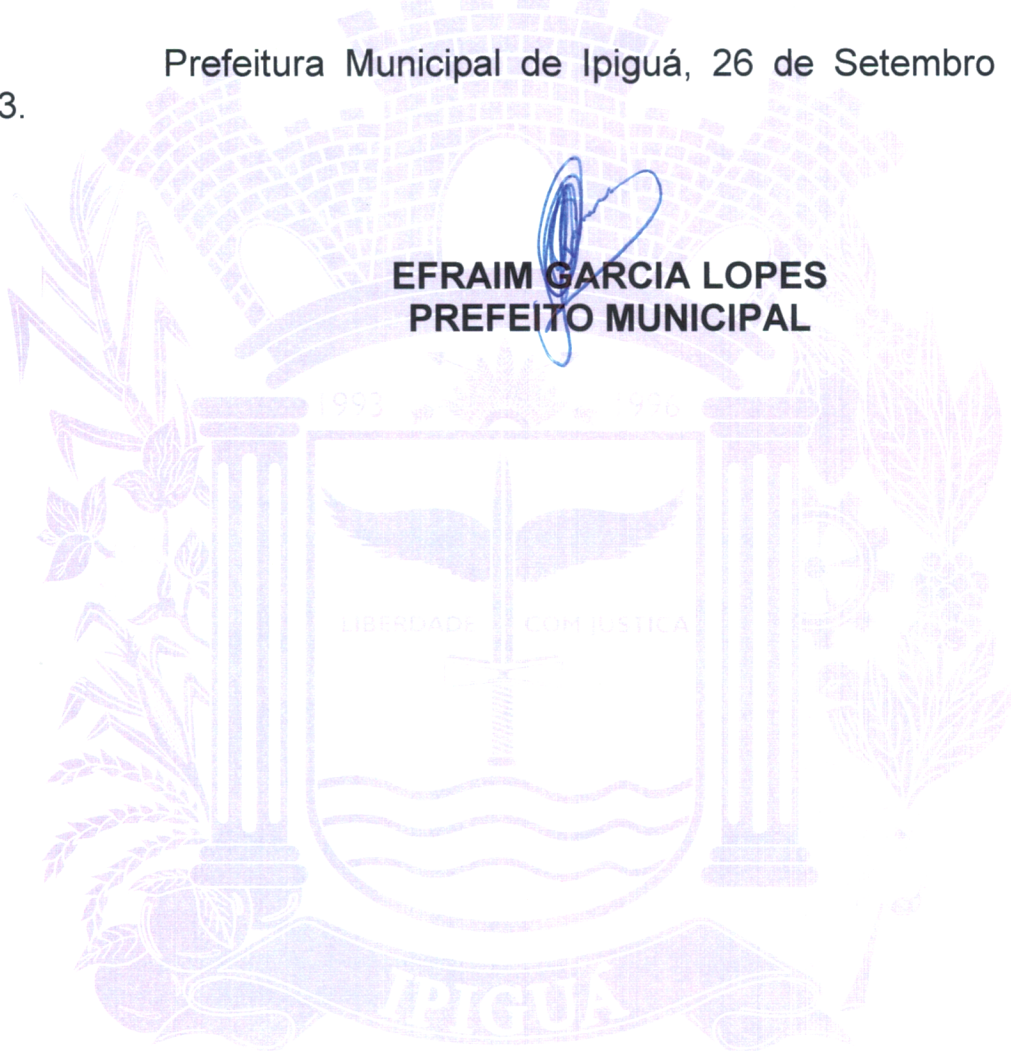 Prefeitura Municipal de Ipiguá, 26 de Setembro
3.
EFRAIM GARCIA LOPES
PREFEITO MUNICIPAL
1993 1996
LIBERDADE COM JUSTIÇA
IPIGUÁ